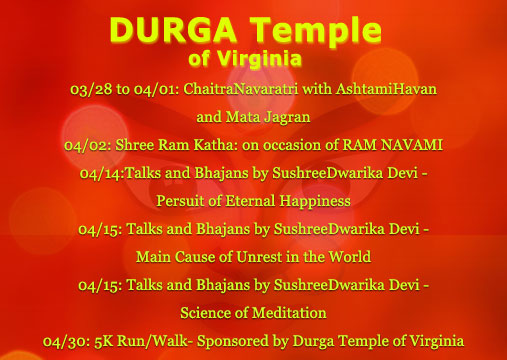 DURGA Temple
of Virginia
03/28 to 04/01: ChaitraNavaratri with AshtamiHavan
and Mata Jagran
04/02: Shree Ram Katha: on occasion of RAM NAVAMI
04/14:Talks and Bhajans by SushreeDwarika Devi -
Persuit of Eternal Happiness
04/15: Talks and Bhajans by SushreeDwarika Devi -
Main Cause of Unrest in the World
04/15: Talks and Bhajans by SushreeDwarika Devi -
Science of Meditation
04/30: 5K Run/Walk- Sponsored by Durga Temple of Virginia